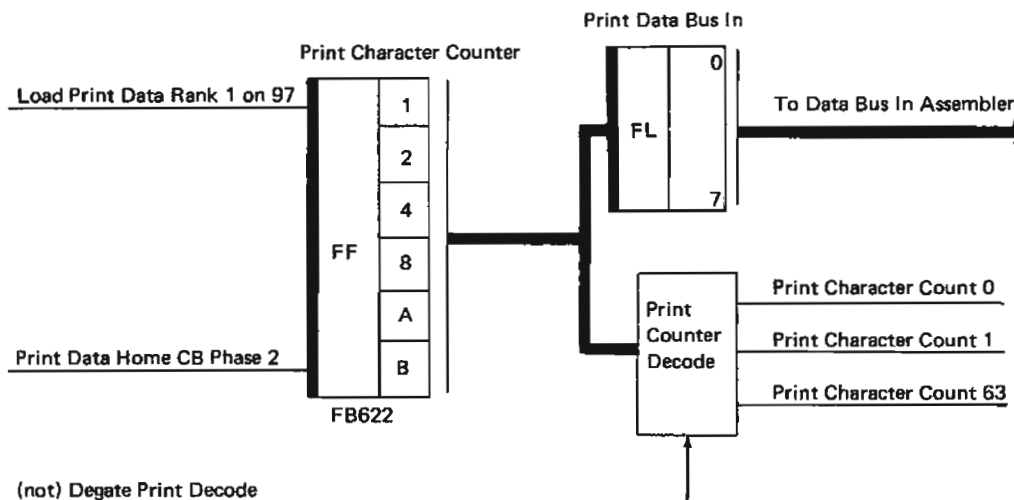 Print Data Bus In
Print Character Counter
Load Print Data Rank 1 on 97
1
2
4
8
A
B
FF
0
FL
7
To Data Bus In Assembler
Print Data Home CB Phase 2
FB622
Print
Counter
Decode
Print Character Count 0
Print Character Count 1
Print Character Count 63
(not) Degate Print Decode